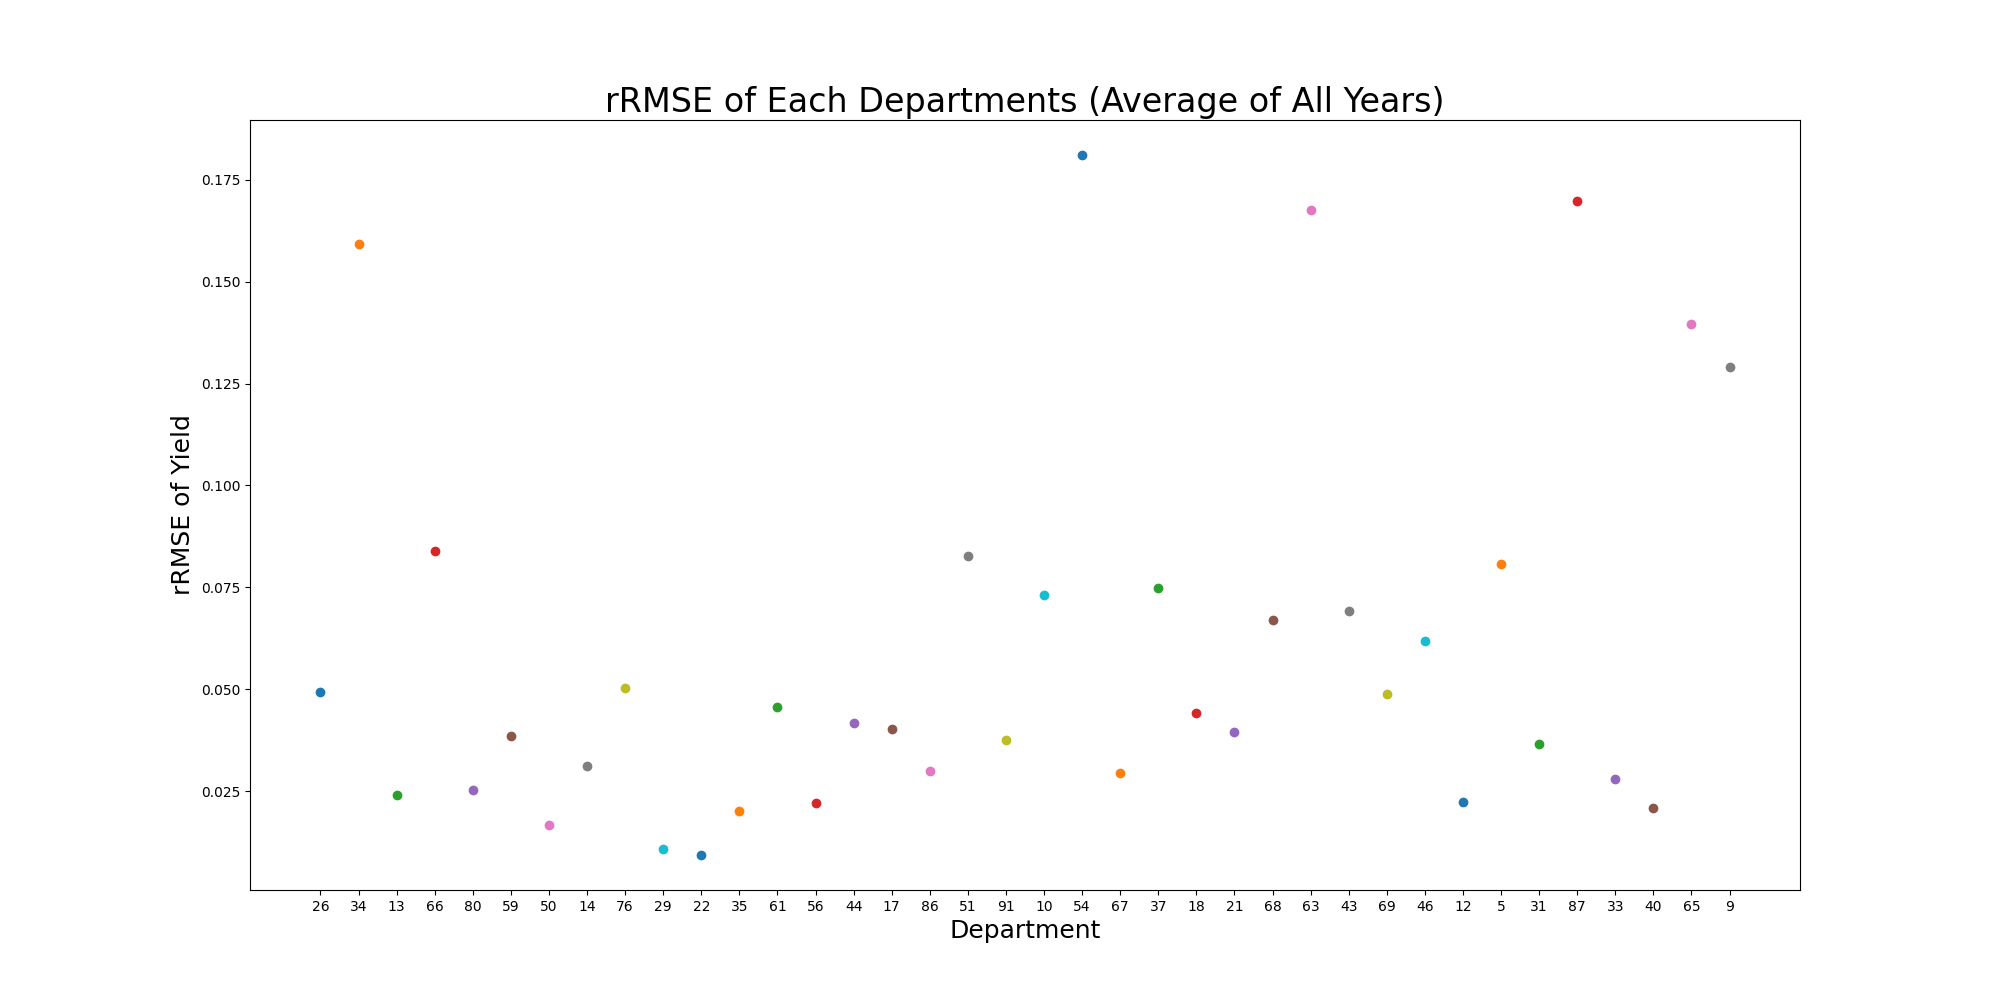 rRMSE of Each Departments (Average of All Years)
rRMSE of Yield
0.175
0.150
0.125
0.100
0.075
0.050
0.025
26 34 13 66 80 59 50 14 76 29 22 35 61 56 44 17 86 51 91 10 54 67 37 18 21 68 63 43 69 46 12 5 31 87 33 40 65 9
Department